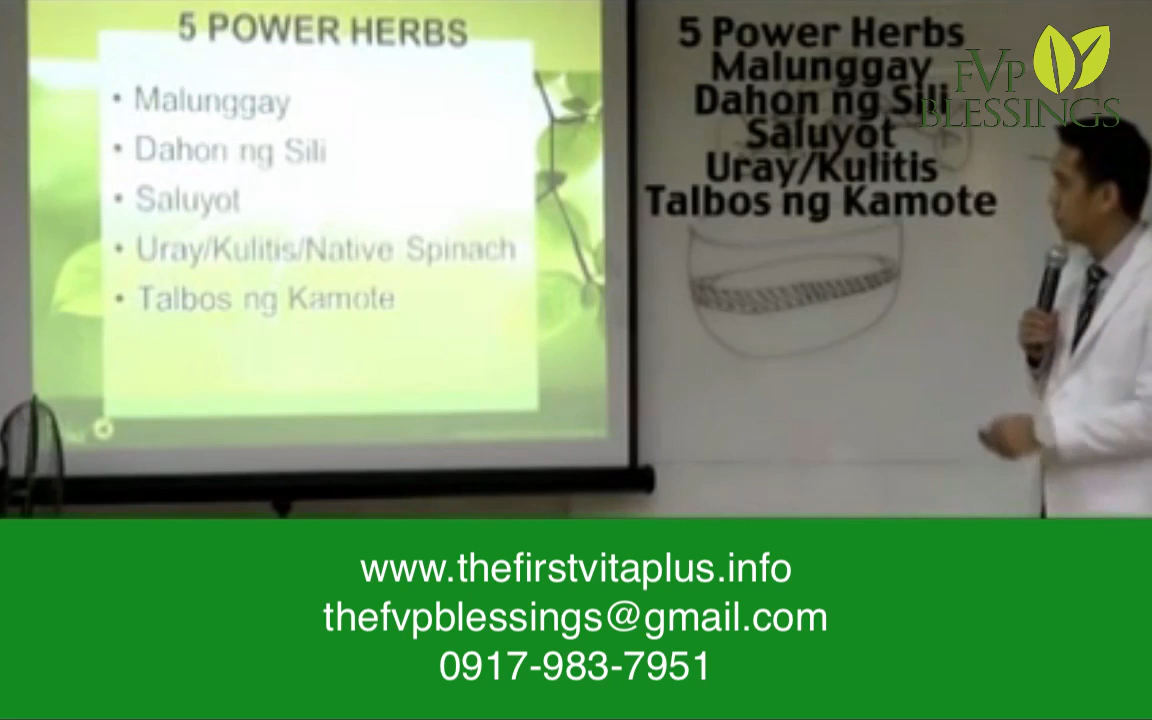 5 POWER HERBS
• Malunggay
• Dahon ng Sili
• Saluyot
• Uray/Kulitis/Native Spinach
• Talbos ng Kamote
5 Power Herbs
Malunggay
Dahon ng Sili
Saluyot
Uray/Kulitis
Talbos ng Kamote
FVP
BLESSINGS
www.thefirstvitaplus.info
thefvpblessings@gmail.com
0917-983-7951